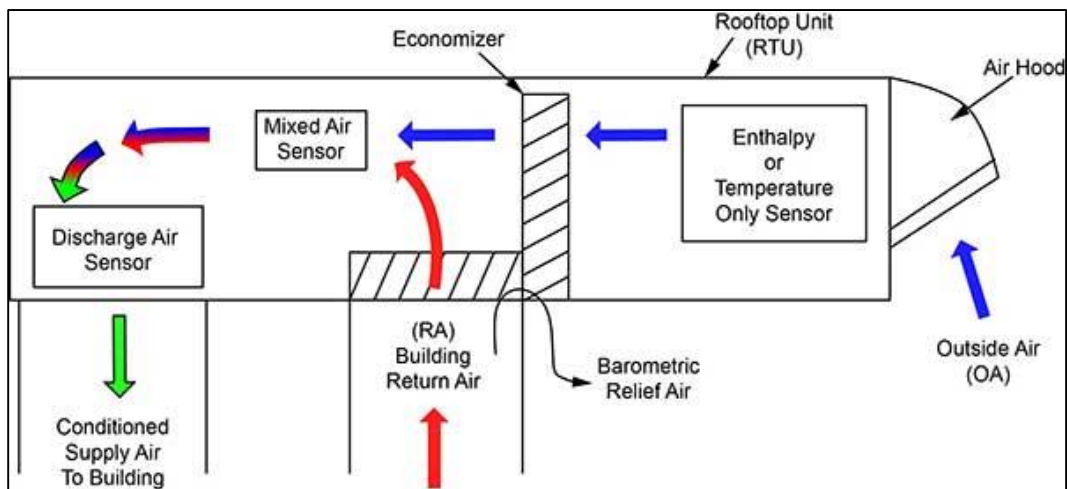 Economizer
Rooftop Unit
(RTU)
Air Hood
Mixed Air
Sensor
Enthalpy
or
Temperature
Only Sensor
Discharge Air
Sensor
(RA)
Building
Return Air
Barometric
Relief Air
Outside Air
(OA)
Conditioned
Supply Air
To Building